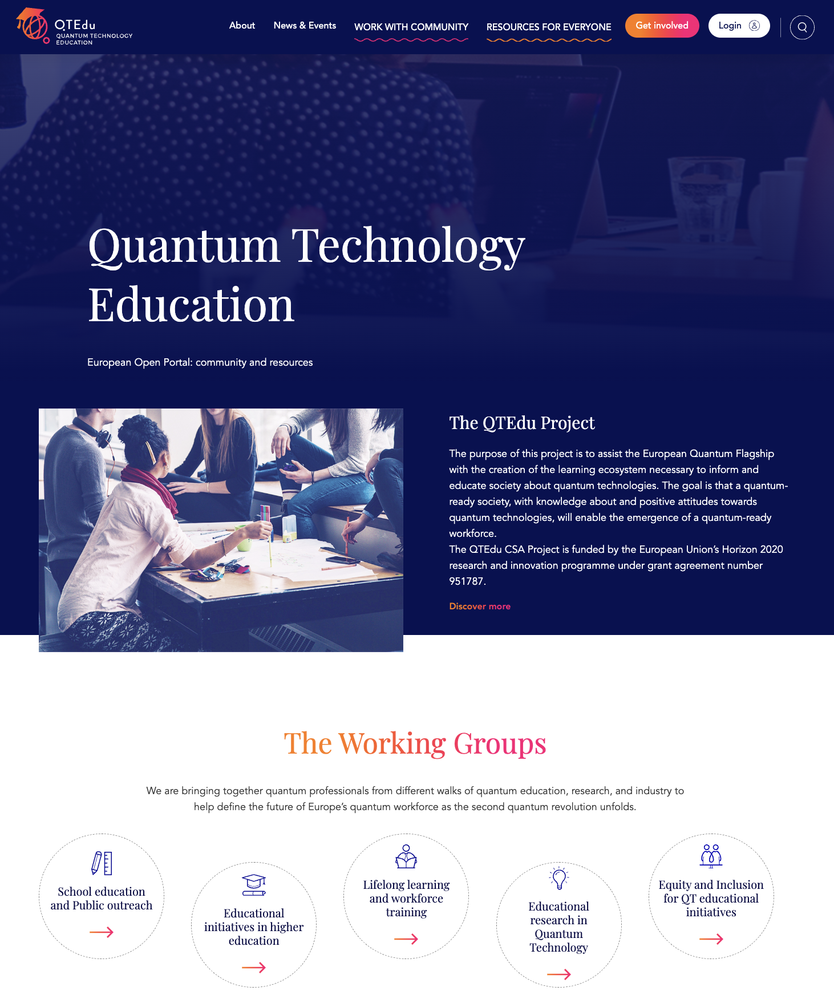 QTEdu
QUANTUM TECHNOLOGY
EDUCATION
About
News & Events
WORK WITH COMMUNITY
RESOURCES FOR EVERYONE
Get involved
Login
Quantum Technology
Education
European Open Portal: community and resources
The QTEdu Project
The purpose of this project is to assist the European Quantum Flagship
with the creation of the learning ecosystem necessary to inform and
educate society about quantum technologies. The goal is that a quantum-
ready society, with knowledge about and positive attitudes towards
quantum technologies, will enable the emergence of a quantum-ready
workforce.
The QTEdu CSA Project is funded by the European Union’s Horizon 2020
research and innovation programme under grant agreement number
951787.
Discover more
The Working Groups
We are bringing together quantum professionals from different walks of quantum education, research, and industry to
help define the future of Europe’s quantum workforce as the second quantum revolution unfolds.
School education
and Public outreach
Educational
initiatives in higher
education
Lifelong learning
and workforce
training
Educational
research in
Quantum
Technology
Equity and Inclusion
for QT educational
initiatives